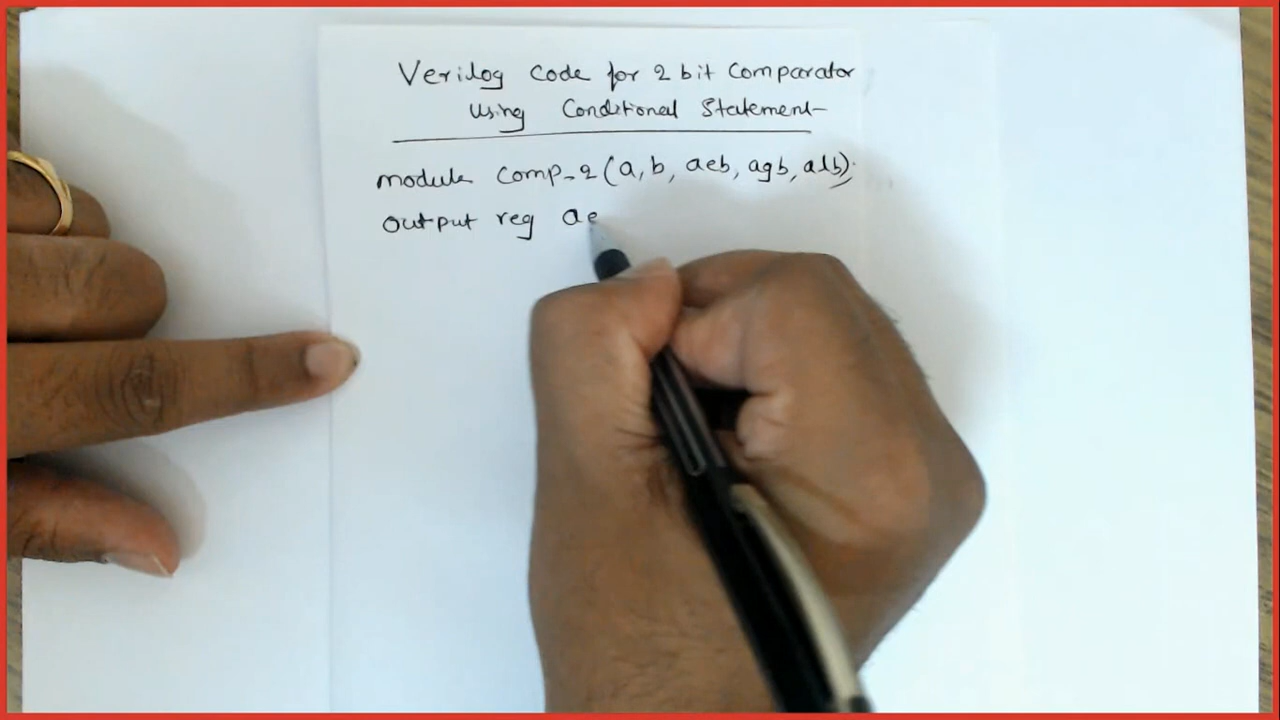 Verilog Code for 2 bit Comparator
Using Conditional Statement
module Comp_2(a, b, aeb, agb, alb);
output reg ae